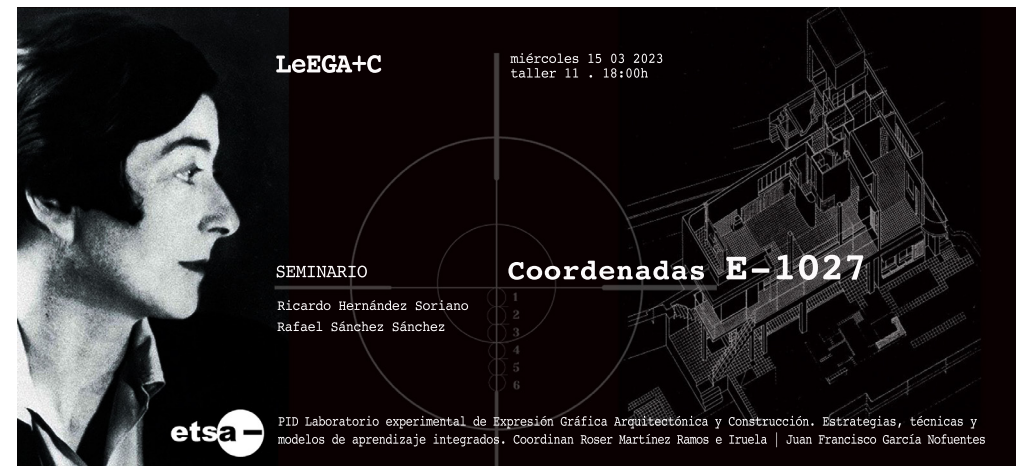 LeEGA+C
miércoles 15 03 2023
taller 11 . 18:00h
SEMINARIO
Coordenadas E-1027
Ricardo Hernández Soriano
Rafael Sánchez Sánchez
1
2
3
4
5
6
etsa
PID Laboratorio experimental de Expresión Gráfica Arquitectónica y Construcción. Estrategias, técnicas y
modelos de aprendizaje integrados. Coordinan Roser Martínez Ramos e Iruela | Juan Francisco García Nofuentes